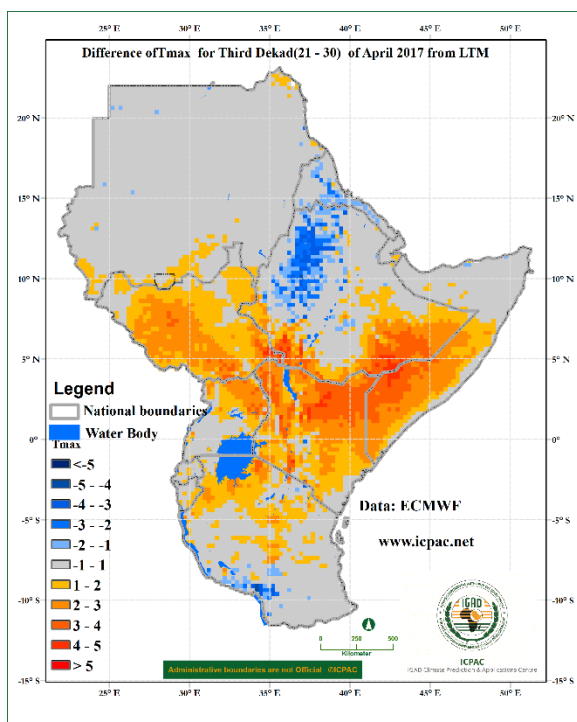 Difference ofTmax for Third Dekad(21 - 30) of April 2017 from LTM
25° E 30° E 35° E 40° E 45° E 50° E
20° N 20° N
15° N 15° N
10° N 10° N
5° N 5° N
0° 0°
-5° S -5° S
-10° S -10° S
-15° S -15° S
Legend
National boundaries
Water Body
Tmax
<-5
-5 - -4
-4 - -3
-3 - -2
-2 - -1
-1 - 1
1 - 2
2 - 3
3 - 4
4 - 5
> 5
Data: ECMWF
www.icpac.net
0 250 500
Kilometer
Administrative boundaries are not Official ©ICPAC
IGAD
ICPAC
IGAD Climate Prediction & Applications Centre
25° E 30° E 35° E 40° E 45° E 50° E